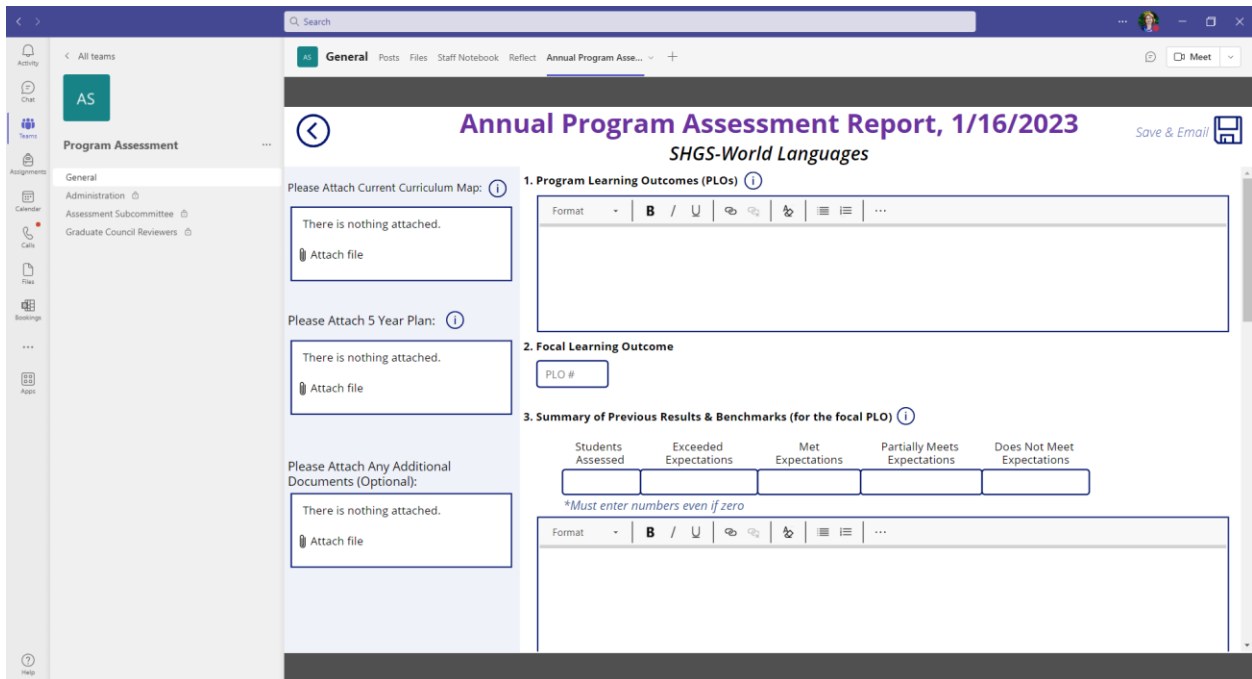 Search
Activity
Chat
Teams
Assignments
Calendar
Calls
Files
Bookings
Apps
Help
All teams
AS
Program Assessment
General
Administration
Assessment Subcommittee
Graduate Council Reviewers
AS General Posts Files Staff Notebook Reflect Annual Program Asse... Meet
Annual Program Assessment Report, 1/16/2023
SHGS-World Languages
Save & Email
Please Attach Current Curriculum Map:
There is nothing attached.
Attach file
Please Attach 5 Year Plan:
There is nothing attached.
Attach file
Please Attach Any Additional
Documents (Optional):
There is nothing attached.
Attach file
1. Program Learning Outcomes (PLOs)
Format B I U ...
2. Focal Learning Outcome
PLO #
3. Summary of Previous Results & Benchmarks (for the focal PLO)
Students Exceeded Met Partially Meets Does Not Meet
Assessed Expectations Expectations Expectations Expectations
*Must enter numbers even if zero
Format B I U ...